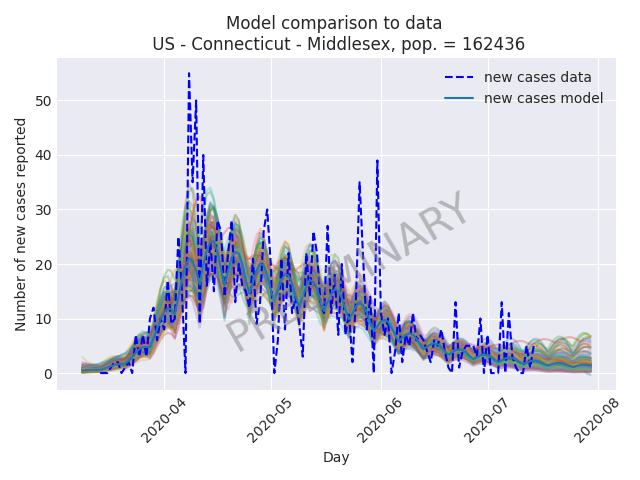 Model comparison to data
US - Connecticut - Middlesex, pop. = 162436
new cases data
new cases model
PRELIMINARY
Number of new cases reported
50
40
30
20
10
0
2020-04
2020-05
2020-06
2020-07
2020-08
Day